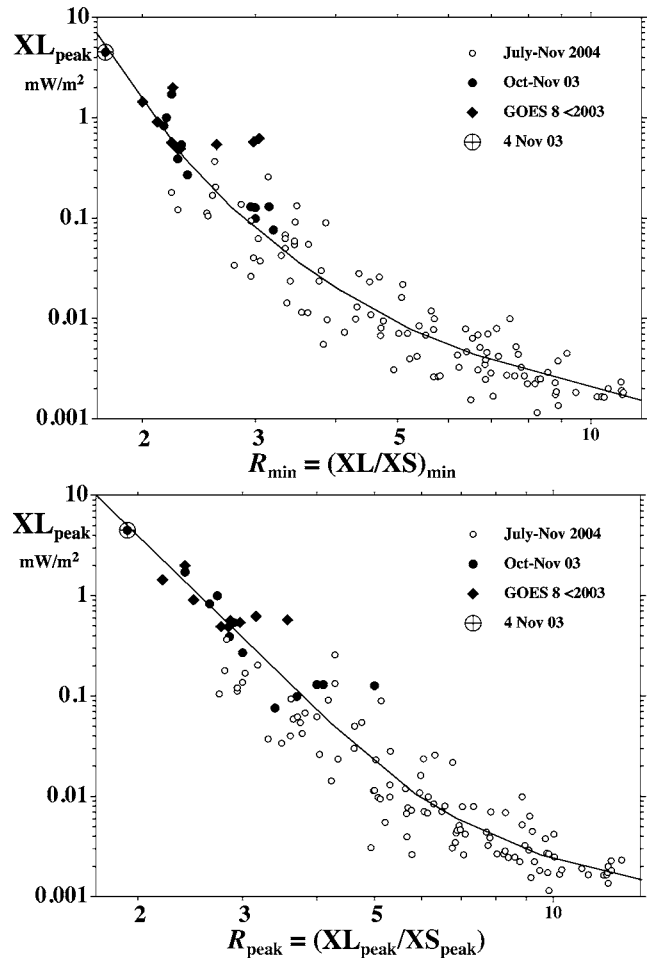 10
XLpeak
mW/m²
1
0.1
0.01
0.001
July-Nov 2004
Oct-Nov 03
GOES 8 <2003
4 Nov 03
2 3 5 10
Rmin = (XL/XS)min
10
XLpeak
mW/m²
1
0.1
0.01
0.001
July-Nov 2004
Oct-Nov 03
GOES 8 <2003
4 Nov 03
2 3 5 10
Rpeak = (XLpeak/XSpeak)